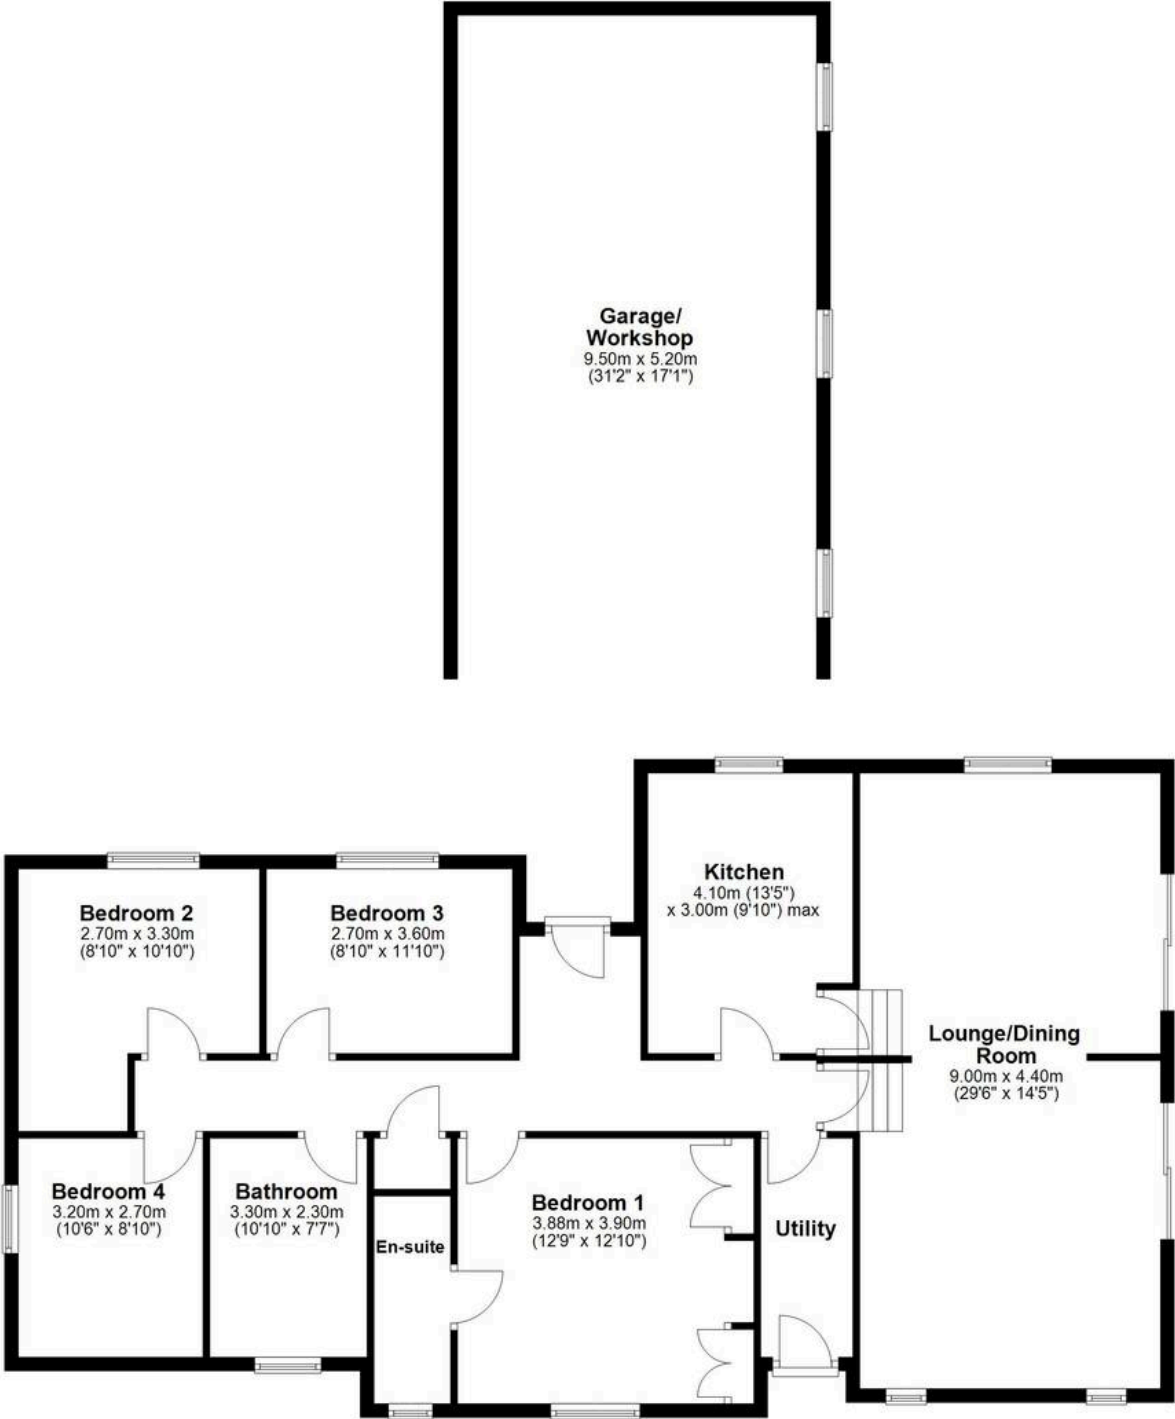 Garage/
Workshop
9.50m x 5.20m
(31'2" x 17'1")
Kitchen
4.10m (13'5")
x 3.00m (9'10") max
Bedroom 2
2.70m x 3.30m
(8'10" x 10'10")
Bedroom 3
2.70m x 3.60m
(8'10" x 11'10")
Lounge/Dining
Room
9.00m x 4.40m
(29'6" x 14'5")
Bedroom 4
3.20m x 2.70m
(10'6" x 8'10")
Bathroom
3.30m x 2.30m
(10'10" x 7'7")
En-suite
Bedroom 1
3.88m x 3.90m
(12'9" x 12'10")
Utility